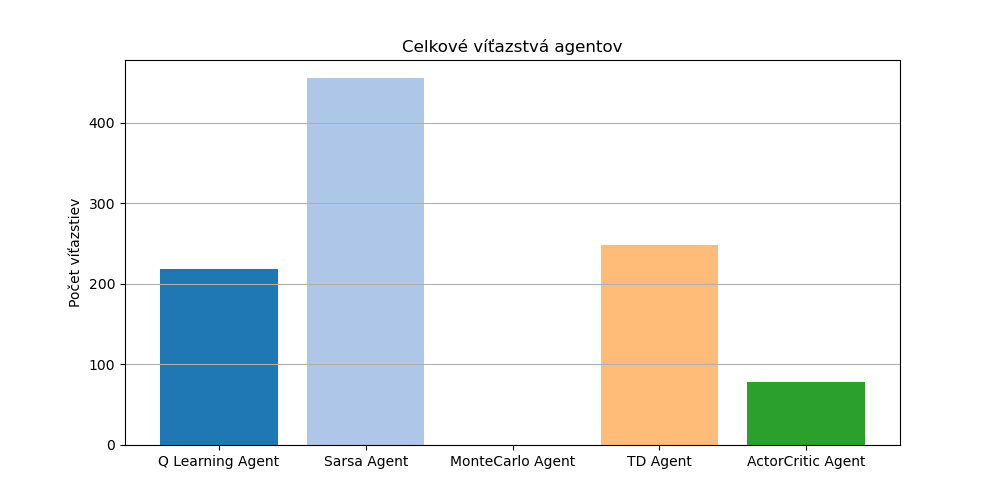 Celkové víťazstvá agentov
Počet víťazstiev
400
300
200
100
0
Q Learning Agent
Sarsa Agent
MonteCarlo Agent
TD Agent
ActorCritic Agent